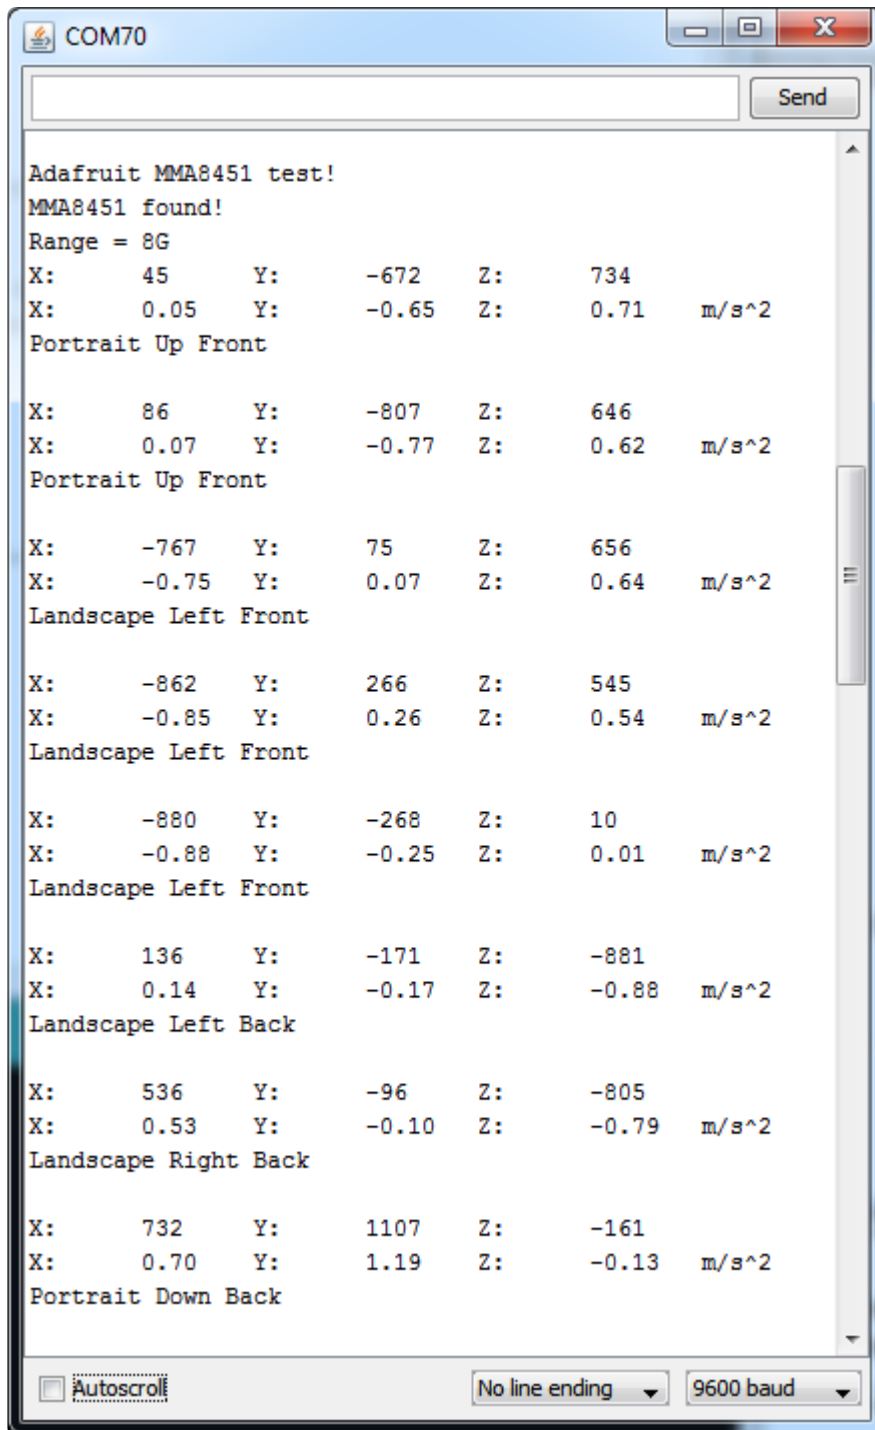 COM70
Send
Adafruit MMA8451 test!
MMA8451 found!
Range = 8G
X: 45 Y: -672 Z: 734
X: 0.05 Y: -0.65 Z: 0.71 m/s^2
Portrait Up Front
X: 86 Y: -807 Z: 646
X: 0.07 Y: -0.77 Z: 0.62 m/s^2
Portrait Up Front
X: -767 Y: 75 Z: 656
X: -0.75 Y: 0.07 Z: 0.64 m/s^2
Landscape Left Front
X: -862 Y: 266 Z: 545
X: -0.85 Y: 0.26 Z: 0.54 m/s^2
Landscape Left Front
X: -880 Y: -268 Z: 10
X: -0.88 Y: -0.25 Z: 0.01 m/s^2
Landscape Left Front
X: 136 Y: -171 Z: -881
X: 0.14 Y: -0.17 Z: -0.88 m/s^2
Landscape Left Back
X: 536 Y: -96 Z: -805
X: 0.53 Y: -0.10 Z: -0.79 m/s^2
Landscape Right Back
X: 732 Y: 1107 Z: -161
X: 0.70 Y: 1.19 Z: -0.13 m/s^2
Portrait Down Back
Autoscroll No line ending 9600 baud